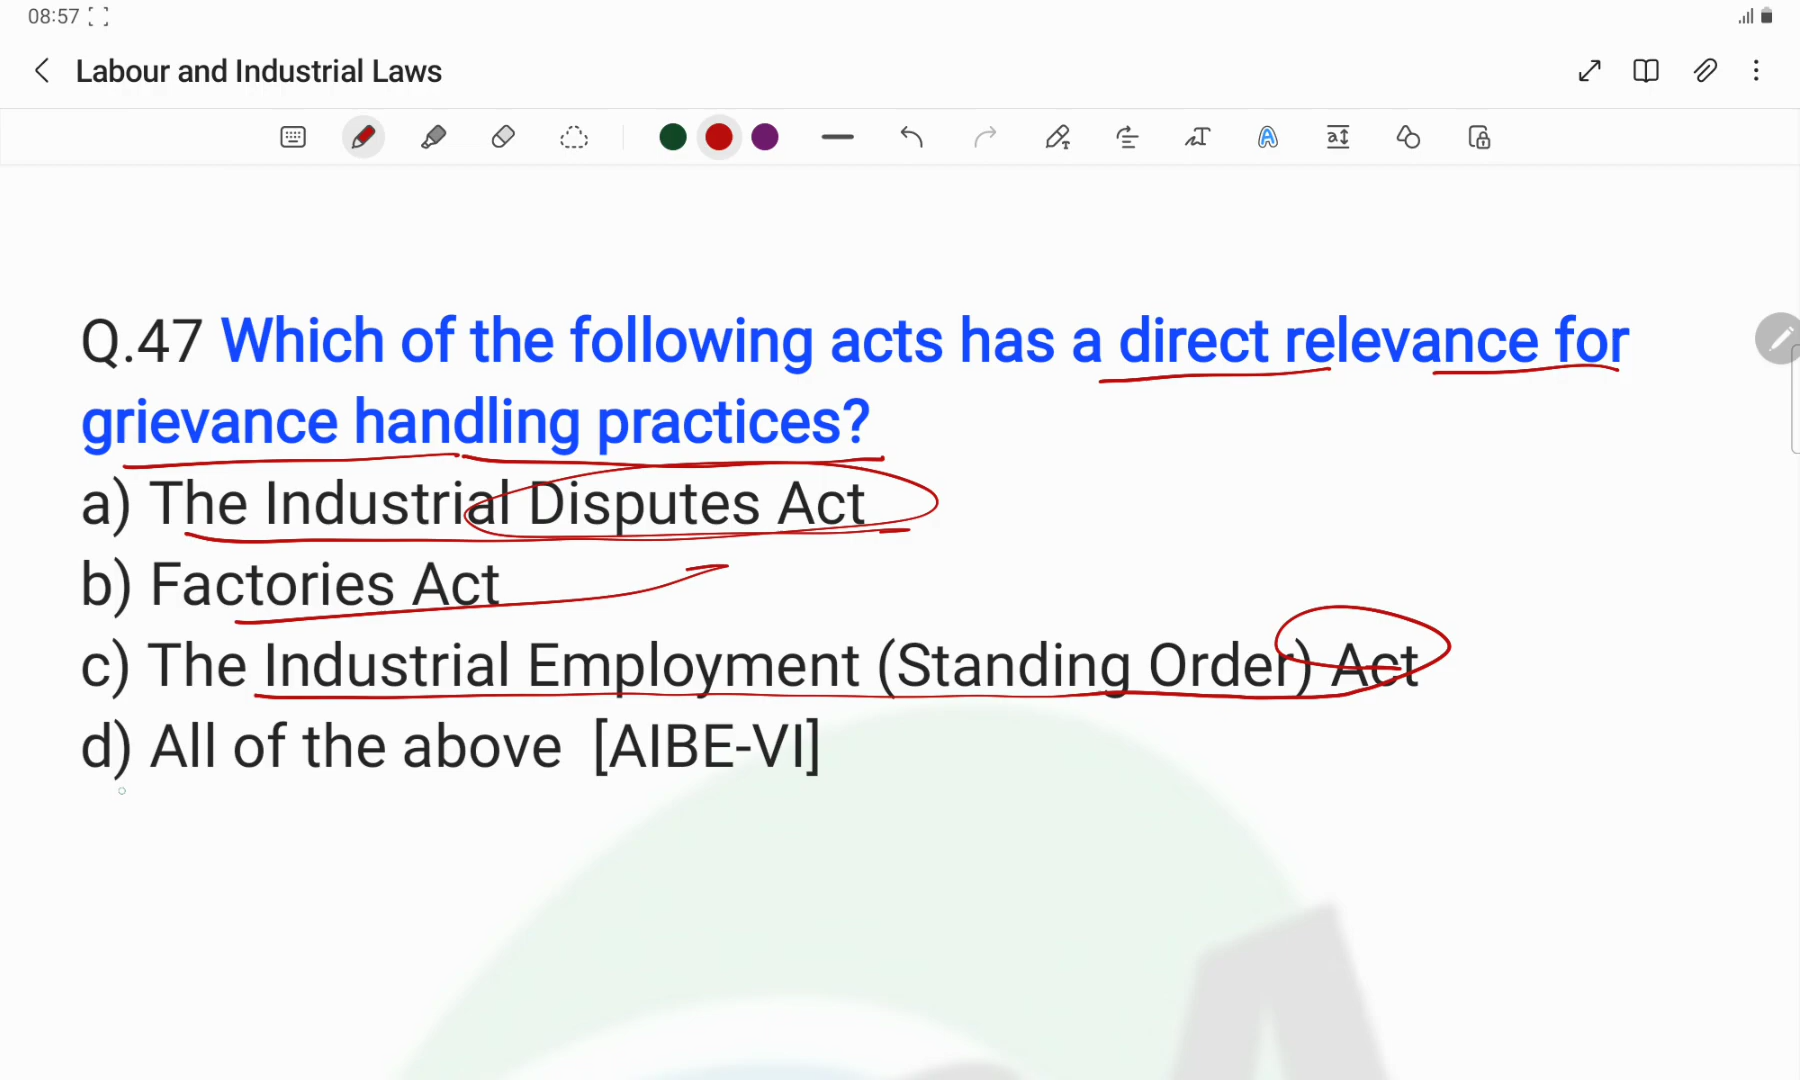 08:57
Labour and Industrial Laws
Q.47 Which of the following acts has a direct relevance for
grievance handling practices?
a) The Industrial Disputes Act
b) Factories Act
c) The Industrial Employment (Standing Order) Act
d) All of the above [AIBE-VI]